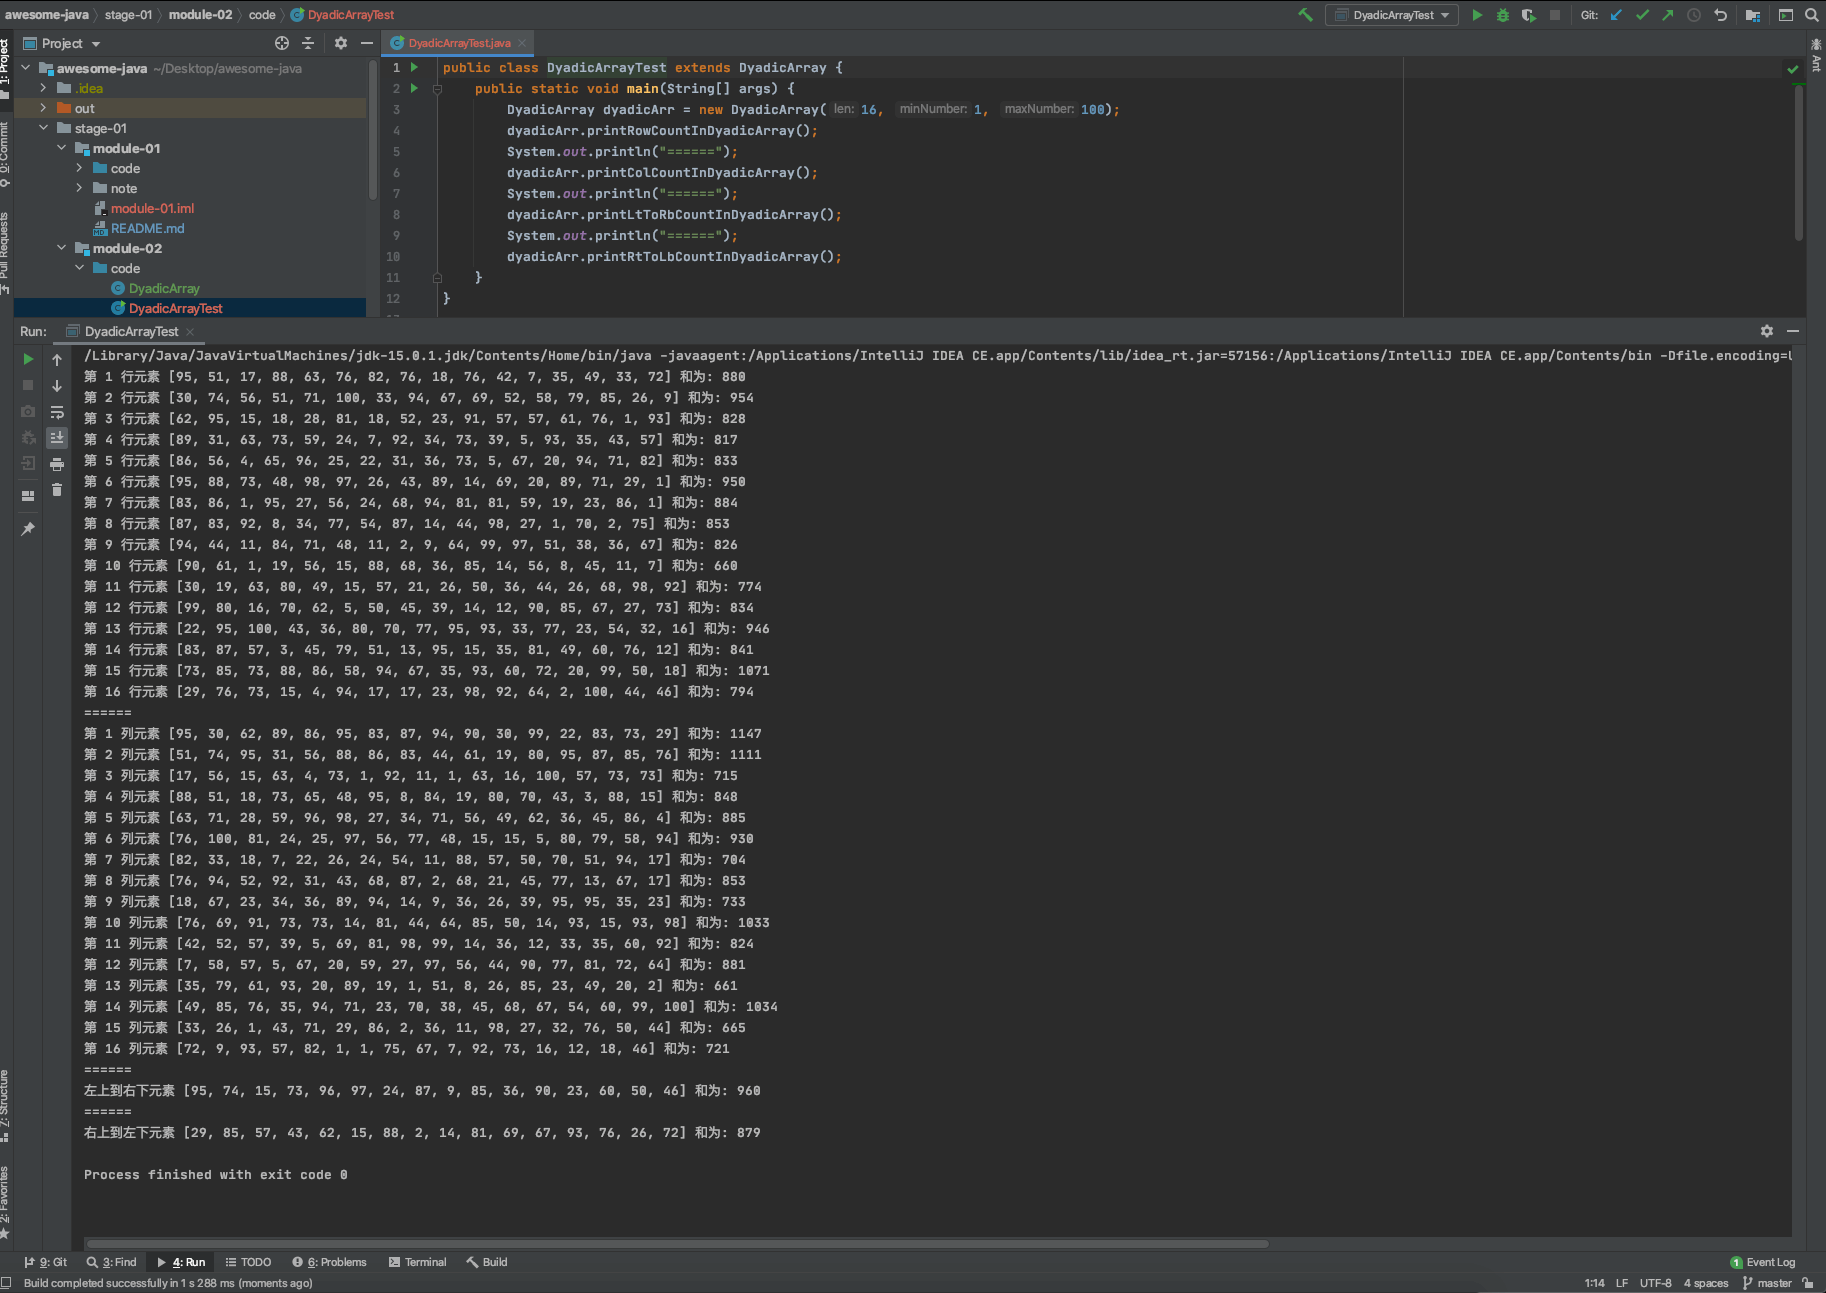 awesome-java stage-01 module-02 code DyadicArrayTest
DyadicArrayTest Git:
Project
DyadicArrayTest.java
1: Project
0: Commit
Pull Requests
awesome-java ~/Desktop/awesome-java
.idea
out
stage-01
module-01
code
note
module-01.iml
README.md
module-02
code
DyadicArray
DyadicArrayTest
1 public class DyadicArrayTest extends DyadicArray {
2 public static void main(String[] args) {
3 DyadicArray dyadicArr = new DyadicArray( len: 16, minNumber: 1, maxNumber: 100);
4 dyadicArr.printRowCountInDyadicArray();
5 System.out.println("======");
6 dyadicArr.printColCountInDyadicArray();
7 System.out.println("======");
8 dyadicArr.printLtToRbCountInDyadicArray();
9 System.out.println("======");
10 dyadicArr.printRtToLbCountInDyadicArray();
11 }
12 }
Ant
Run: DyadicArrayTest
/Library/Java/JavaVirtualMachines/jdk-15.0.1.jdk/Contents/Home/bin/java -javaagent:/Applications/IntelliJ IDEA CE.app/Contents/lib/idea_rt.jar=57156:/Applications/IntelliJ IDEA CE.app/Contents/bin -Dfile.encoding=
第 1 行元素 [95, 51, 17, 88, 63, 76, 82, 76, 18, 76, 42, 7, 35, 49, 33, 72] 和为: 880
第 2 行元素 [30, 74, 56, 51, 71, 100, 33, 94, 67, 69, 52, 58, 79, 85, 26, 9] 和为: 954
第 3 行元素 [62, 95, 15, 18, 28, 81, 18, 52, 23, 91, 57, 57, 61, 76, 1, 93] 和为: 828
第 4 行元素 [89, 31, 63, 73, 59, 24, 7, 92, 34, 73, 39, 5, 93, 35, 43, 57] 和为: 817
第 5 行元素 [86, 56, 4, 65, 96, 25, 22, 31, 36, 73, 5, 67, 20, 94, 71, 82] 和为: 833
第 6 行元素 [95, 88, 73, 48, 98, 97, 26, 43, 89, 14, 69, 20, 89, 71, 29, 1] 和为: 950
第 7 行元素 [83, 86, 1, 95, 27, 56, 24, 68, 94, 81, 81, 59, 19, 23, 86, 1] 和为: 884
第 8 行元素 [87, 83, 92, 8, 34, 77, 54, 87, 14, 44, 98, 27, 1, 70, 2, 75] 和为: 853
第 9 行元素 [94, 44, 11, 84, 71, 48, 11, 2, 9, 64, 99, 97, 51, 38, 36, 67] 和为: 826
第 10 行元素 [90, 61, 1, 19, 56, 15, 88, 68, 36, 85, 14, 56, 8, 45, 11, 7] 和为: 660
第 11 行元素 [30, 19, 63, 80, 49, 15, 57, 21, 26, 50, 36, 44, 26, 68, 98, 92] 和为: 774
第 12 行元素 [99, 80, 16, 70, 62, 5, 50, 45, 39, 14, 12, 90, 85, 67, 27, 73] 和为: 834
第 13 行元素 [22, 95, 100, 43, 36, 80, 70, 77, 95, 93, 33, 77, 23, 54, 32, 16] 和为: 946
第 14 行元素 [83, 87, 57, 3, 45, 79, 51, 13, 95, 15, 35, 81, 49, 60, 76, 12] 和为: 841
第 15 行元素 [73, 85, 73, 88, 86, 58, 94, 67, 35, 93, 60, 72, 20, 99, 50, 18] 和为: 1071
第 16 行元素 [29, 76, 73, 15, 4, 94, 17, 17, 23, 98, 92, 64, 2, 100, 44, 46] 和为: 794
======
第 1 列元素 [95, 30, 62, 89, 86, 95, 83, 87, 94, 90, 30, 99, 22, 83, 73, 29] 和为: 1147
第 2 列元素 [51, 74, 95, 31, 56, 88, 86, 83, 44, 61, 19, 80, 95, 87, 85, 76] 和为: 1111
第 3 列元素 [17, 56, 15, 63, 4, 73, 1, 92, 11, 1, 63, 16, 100, 57, 73, 73] 和为: 715
第 4 列元素 [88, 51, 18, 73, 65, 48, 95, 8, 84, 19, 80, 70, 43, 3, 88, 15] 和为: 848
第 5 列元素 [63, 71, 28, 59, 96, 98, 27, 34, 71, 56, 49, 62, 36, 45, 86, 4] 和为: 885
第 6 列元素 [76, 100, 81, 24, 25, 97, 56, 77, 48, 15, 15, 5, 80, 79, 58, 94] 和为: 930
第 7 列元素 [82, 33, 18, 7, 22, 26, 24, 54, 11, 88, 57, 50, 70, 51, 94, 17] 和为: 704
第 8 列元素 [76, 94, 52, 92, 31, 43, 68, 87, 2, 68, 21, 45, 77, 13, 67, 17] 和为: 853
第 9 列元素 [18, 67, 23, 34, 36, 89, 94, 14, 9, 36, 26, 39, 95, 95, 35, 23] 和为: 733
第 10 列元素 [76, 69, 91, 73, 73, 14, 81, 44, 64, 85, 50, 14, 93, 15, 93, 98] 和为: 1033
第 11 列元素 [42, 52, 57, 39, 5, 69, 81, 98, 99, 14, 36, 12, 33, 35, 60, 92] 和为: 824
第 12 列元素 [7, 58, 57, 5, 67, 20, 59, 27, 97, 56, 44, 90, 77, 81, 72, 64] 和为: 881
第 13 列元素 [35, 79, 61, 93, 20, 89, 19, 1, 51, 8, 26, 85, 23, 49, 20, 2] 和为: 661
第 14 列元素 [49, 85, 76, 35, 94, 71, 23, 70, 38, 45, 68, 67, 54, 60, 99, 100] 和为: 1034
第 15 列元素 [33, 26, 1, 43, 71, 29, 86, 2, 36, 11, 98, 27, 32, 76, 50, 44] 和为: 665
第 16 列元素 [72, 9, 93, 57, 82, 1, 1, 75, 67, 7, 92, 73, 16, 12, 18, 46] 和为: 721
======
左上到右下元素 [95, 74, 15, 73, 96, 97, 24, 87, 9, 85, 36, 90, 23, 60, 50, 46] 和为: 960
======
右上到左下元素 [29, 85, 57, 43, 62, 15, 88, 2, 14, 81, 69, 67, 93, 76, 26, 72] 和为: 879
Process finished with exit code 0
7: Structure
2: Favorites
9: Git 3: Find 4: Run TODO 6: Problems Terminal Build 1 Event Log
Build completed successfully in 1 s 288 ms (moments ago) 1:14 LF UTF-8 4 spaces master